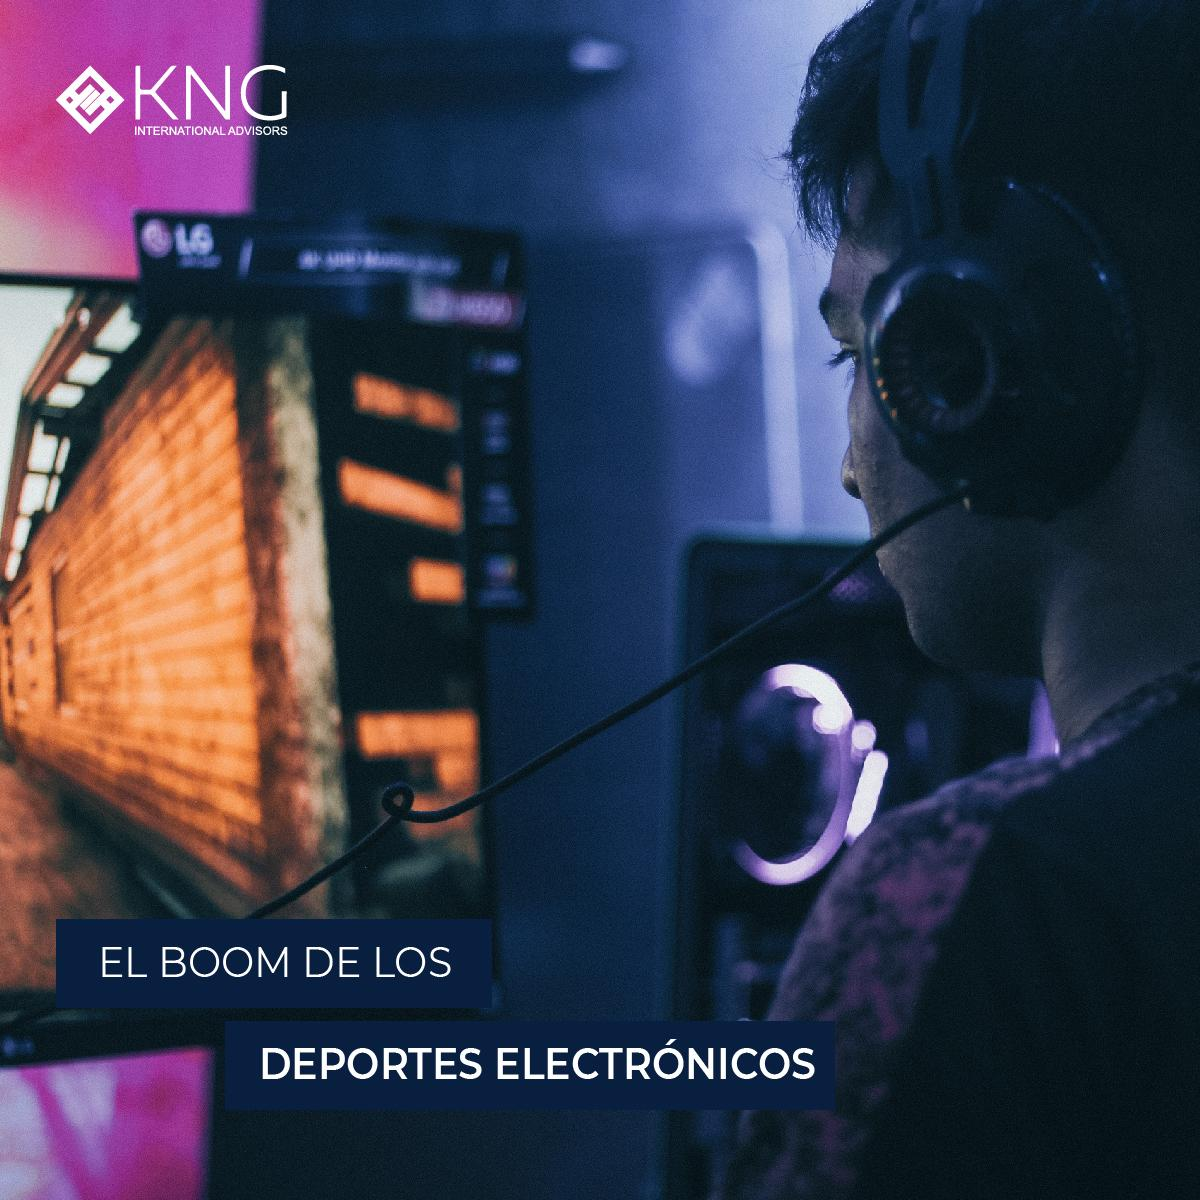 KNG
INTERNATIONAL ADVISORS
LG
EL BOOM DE LOS
DEPORTES ELECTRÓNICOS